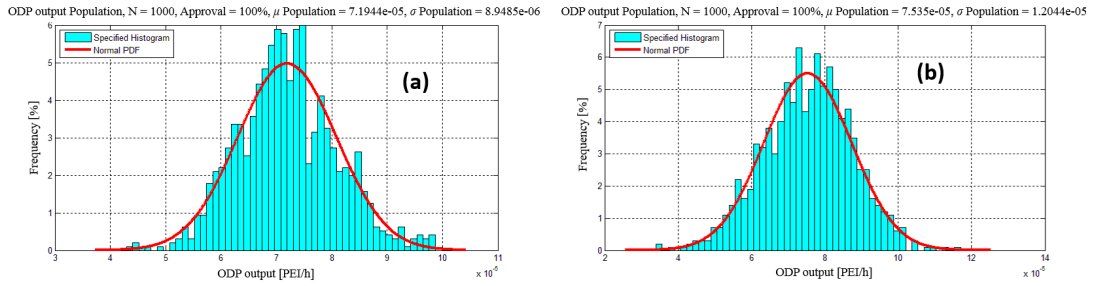 ODP output Population, N = 1000, Approval = 100%, μ Population = 7.1944e-05, σ Population = 8.9485e-06
Specified Histogram
Normal PDF
(a)
Frequency [%]
6
5
4
3
2
1
0
3 4 5 6 7 8 9 10 11
x 10⁻⁵
ODP output [PEI/h]
ODP output Population, N = 1000, Approval = 100%, μ Population = 7.535e-05, σ Population = 1.2044e-05
Specified Histogram
Normal PDF
(b)
Frequency [%]
7
6
5
4
3
2
1
0
2 4 6 8 10 12 14
x 10⁻⁵
ODP output [PEI/h]